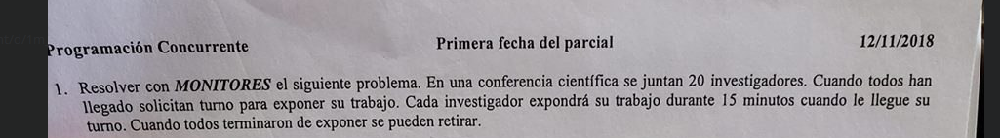 Programación Concurrente
Primera fecha del parcial
12/11/2018
1. Resolver con MONITORES el siguiente problema. En una conferencia científica se juntan 20 investigadores. Cuando todos han
llegado solicitan turno para exponer su trabajo. Cada investigador expondrá su trabajo durante 15 minutos cuando le llegue su
turno. Cuando todos terminaron de exponer se pueden retirar.